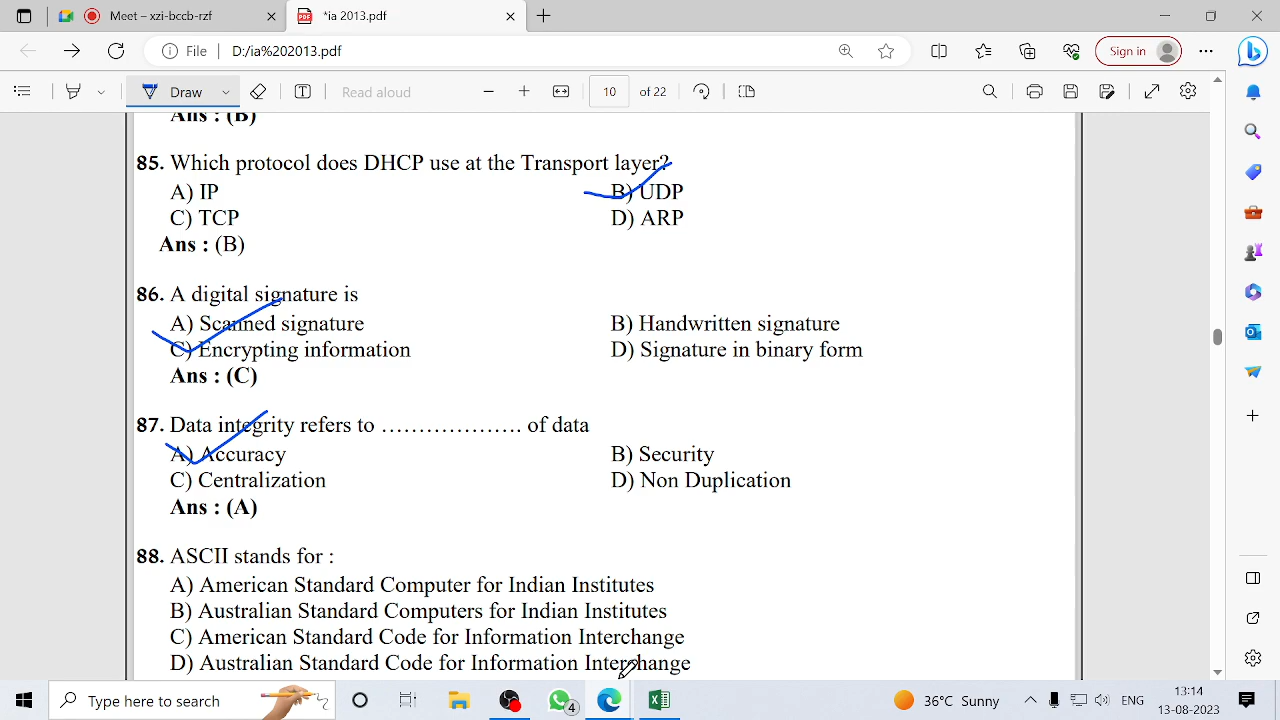 Meet – xzi-bccb-rzf
*ia 2013.pdf
File D:/ia%202013.pdf
Sign in
Draw
Read aloud
10 of 22
Ans : (B)
85. Which protocol does DHCP use at the Transport layer?
A) IP B) UDP
C) TCP D) ARP
Ans : (B)
86. A digital signature is
A) Scanned signature B) Handwritten signature
C) Encrypting information D) Signature in binary form
Ans : (C)
87. Data integrity refers to ………………. of data
A) Accuracy B) Security
C) Centralization D) Non Duplication
Ans : (A)
88. ASCII stands for :
A) American Standard Computer for Indian Institutes
B) Australian Standard Computers for Indian Institutes
C) American Standard Code for Information Interchange
D) Australian Standard Code for Information Interchange
Type here to search
4
36°C Sunny
ENG
13:14
13-08-2023